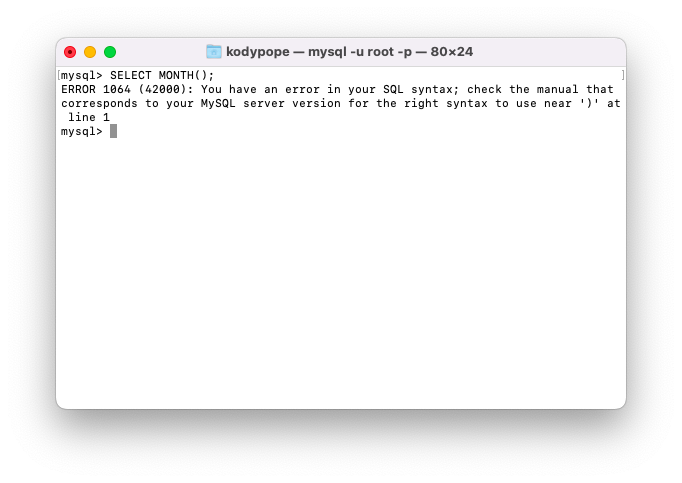 kodypope — mysql -u root -p — 80×24
[mysql> SELECT MONTH(); ]
ERROR 1064 (42000): You have an error in your SQL syntax; check the manual that
corresponds to your MySQL server version for the right syntax to use near ')' at
 line 1
mysql>